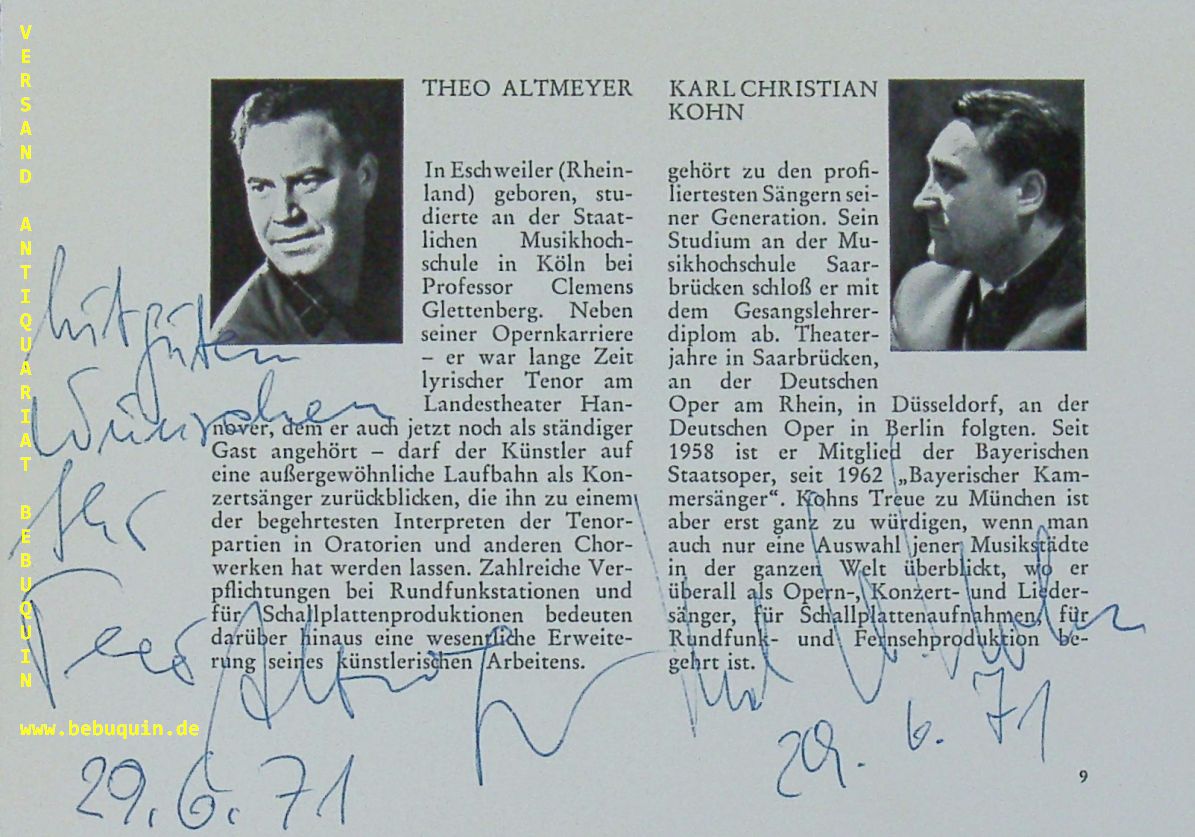 THEO ALTMEYER
In Eschweiler (Rhein-
land) geboren, stu-
dierte an der Staat-
lichen Musikhoch-
schule in Köln bei
Professor Clemens
Glettenberg. Neben
seiner Opernkarriere
– er war lange Zeit
lyrischer Tenor am
Landestheater Han-
nover, dem er auch jetzt noch als ständiger
Gast angehört – darf der Künstler auf
eine außergewöhnliche Laufbahn als Kon-
zertsänger zurückblicken, die ihn zu einem
der begehrtesten Interpreten der Tenor-
partien in Oratorien und anderen Chor-
werken hat werden lassen. Zahlreiche Ver-
pflichtungen bei Rundfunkstationen und
für Schallplattenproduktionen bedeuten
darüber hinaus eine wesentliche Erweite-
rung seines künstlerischen Arbeitens.
KARL CHRISTIAN
KOHN
gehört zu den profi-
liertesten Sängern sei-
ner Generation. Sein
Studium an der Mu-
sikhochschule Saar-
brücken schloß er mit
dem Gesangslehrer-
diplom ab. Theater-
jahre in Saarbrücken,
an der Deutschen
Oper am Rhein, in Düsseldorf, an der
Deutschen Oper in Berlin folgten. Seit
1958 ist er Mitglied der Bayerischen
Staatsoper, seit 1962 „Bayerischer Kam-
mersänger“. Kohns Treue zu München ist
aber erst ganz zu würdigen, wenn man
auch nur eine Auswahl jener Musikstädte
in der ganzen Welt überblickt, wo er
überall als Opern-, Konzert- und Lieder-
sänger, für Schallplattenaufnahmen, für
Rundfunk- und Fernsehproduktion be-
gehrt ist.
mit guten
Wünschen
Ihr
Theo Altmeyer
29.6.71
29.6.71
9
VERSAND ANTIQUARIAT BEBUQUIN
www.bebuquin.de